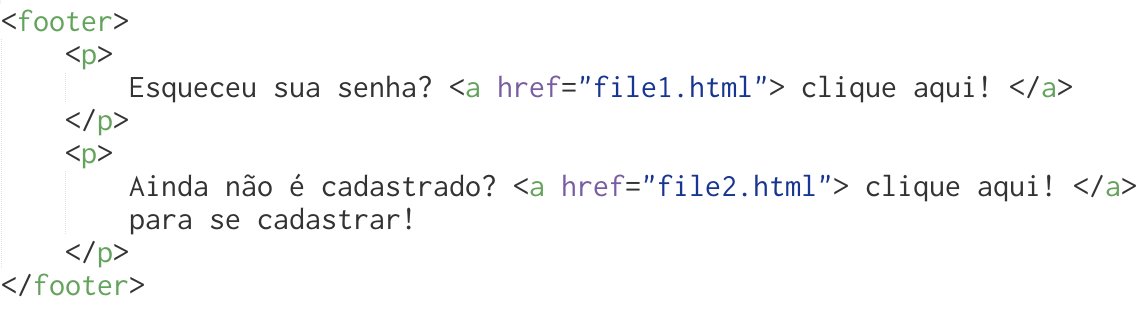 <footer>
<p>
Esqueceu sua senha? <a href="file1.html"> clique aqui! </a>
</p>
<p>
Ainda não é cadastrado? <a href="file2.html"> clique aqui! </a>
para se cadastrar!
</p>
</footer>